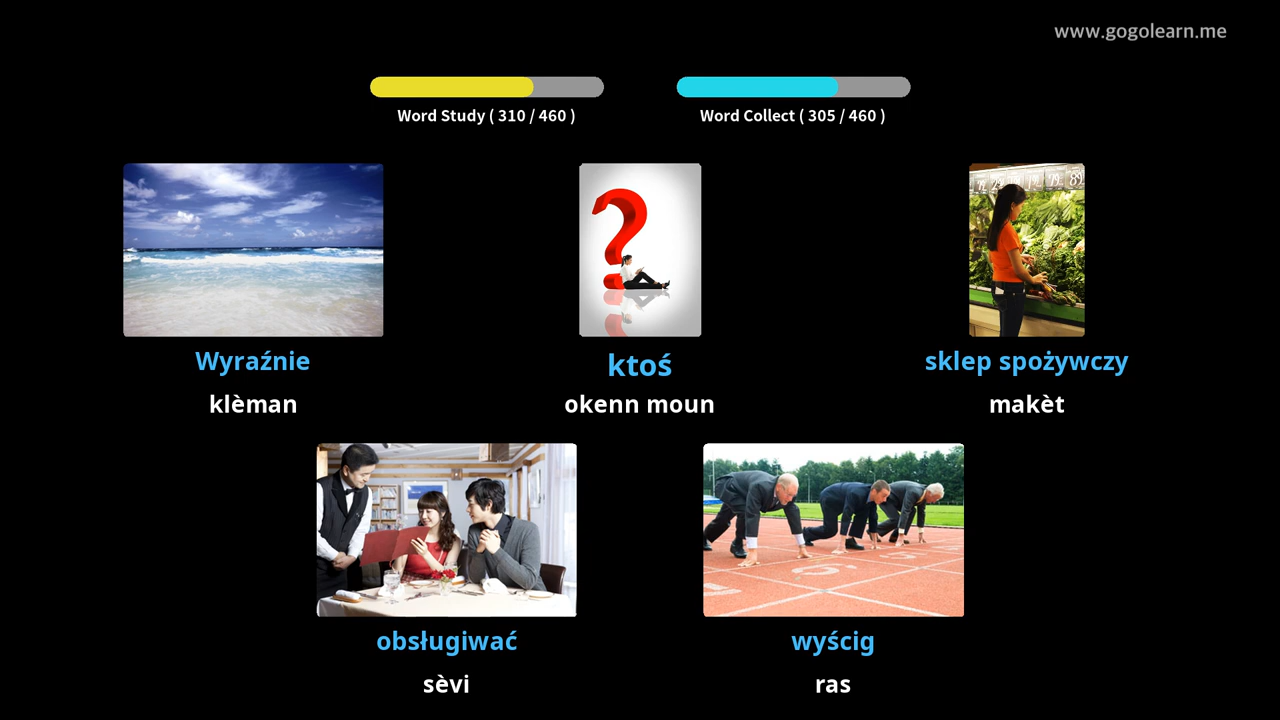 www.gogolearn.me
Word Study ( 310 / 460 )
Word Collect ( 305 / 460 )
Wyraźnie
klèman
ktoś
okenn moun
sklep spożywczy
makèt
obsługiwać
sèvi
wyścig
ras